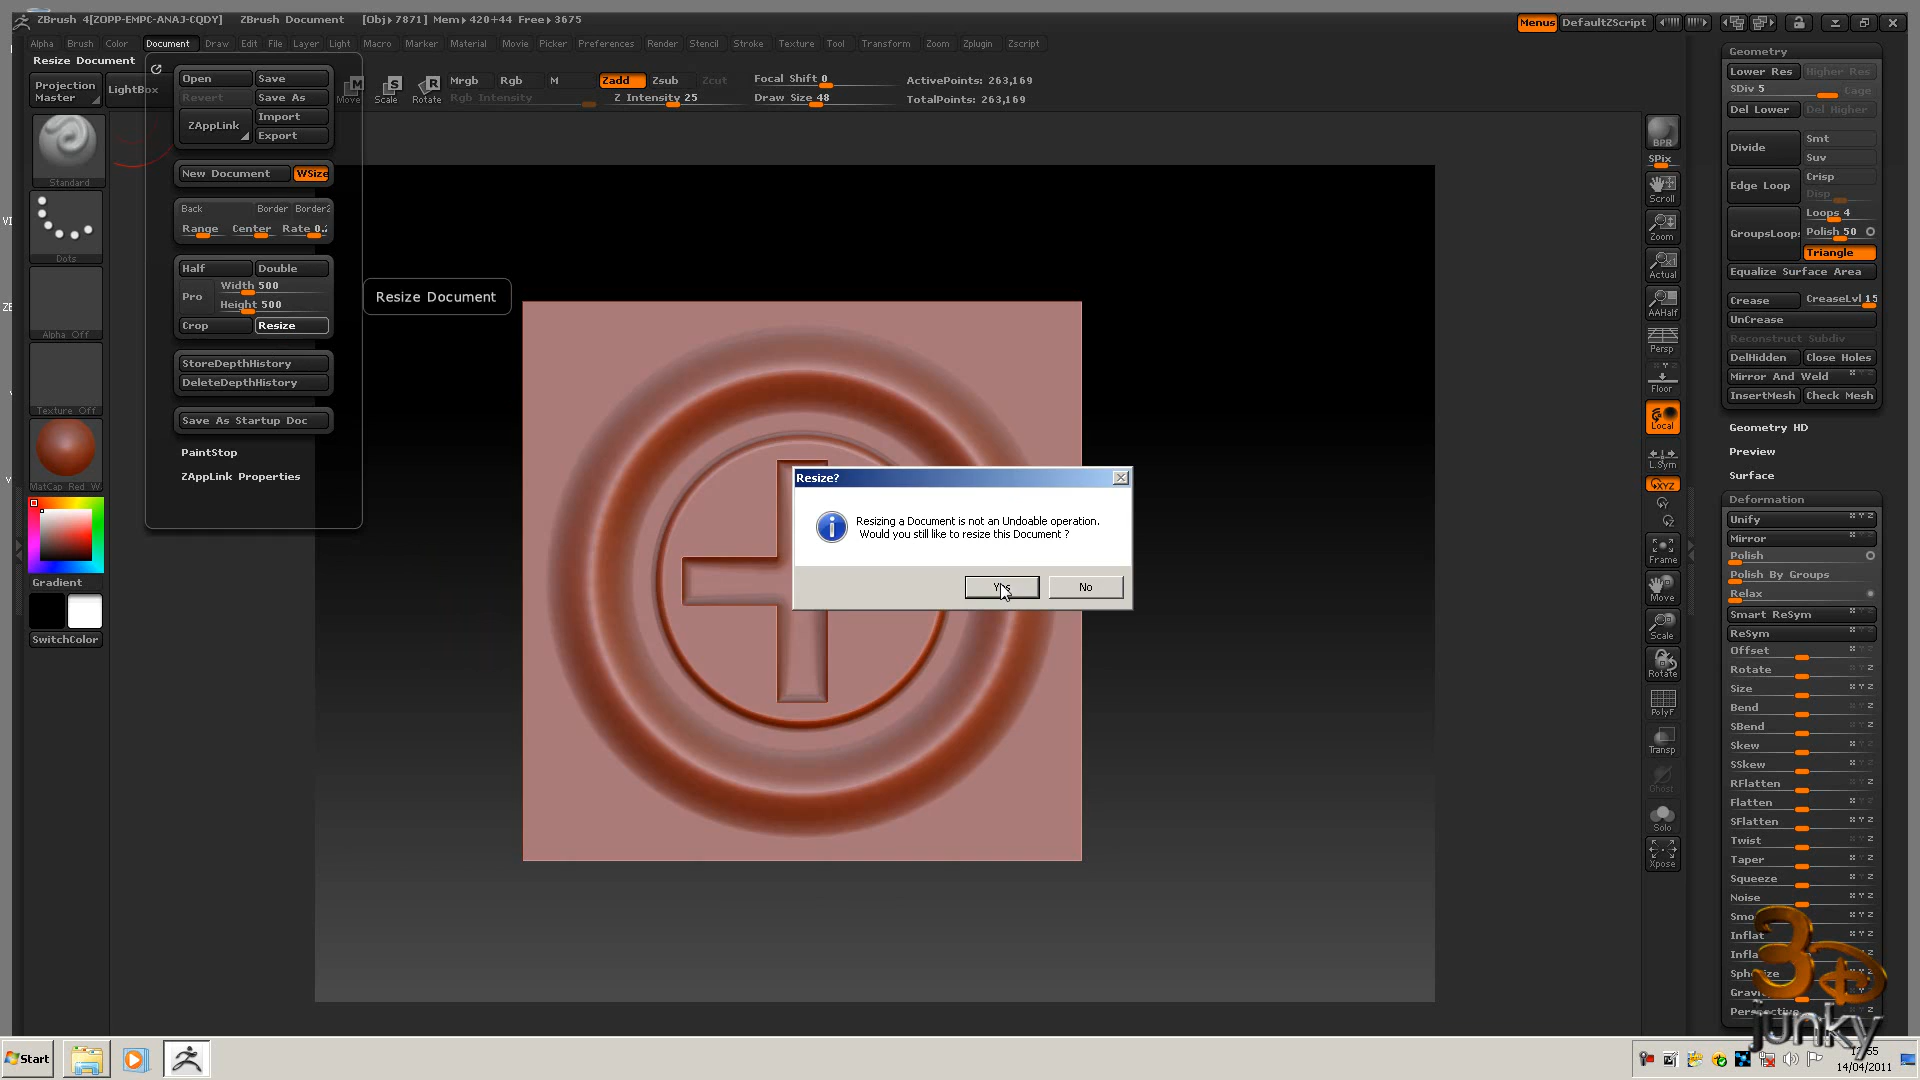 ZBrush 4[ZOPP-EMPC-ANAJ-CQDY] ZBrush Document [Obj▸7871] Mem▸420+44 Free▸3675
Menus DefaultZScript
Alpha Brush Color Document Draw Edit File Layer Light Macro Marker Material Movie Picker Preferences Render Stencil Stroke Texture Tool Transform Zoom Zplugin Zscript
Resize Document
Projection Master
LightBox
Open Save
Revert Save As
ZAppLink Import
Export
New Document WSize
Back Border Border2
Range Center Rate 0.2
Half Double
Pro Width 500
Height 500
Crop Resize
StoreDepthHistory
DeleteDepthHistory
Save As Startup Doc
PaintStop
ZAppLink Properties
Move Scale Rotate
Mrgb Rgb M Zadd Zsub Zcut
Rgb Intensity Z Intensity 25
Focal Shift 0
Draw Size 48
ActivePoints: 263,169
TotalPoints: 263,169
Resize Document
Standard
Dots
Alpha Off
Texture Off
MatCap Red W
Gradient
SwitchColor
Resize?
Resizing a Document is not an Undoable operation.
Would you still like to resize this Document ?
Yes No
BPR
SPix
Scroll
Zoom
Actual
AAHalf
Persp
Floor
Local
L.Sym
XYZ
Frame
Move
Scale
Rotate
PolyF
Transp
Ghost
Solo
Xpose
Geometry
Lower Res Higher Res
SDiv 5 Cage
Del Lower Del Higher
Divide Smt
Suv
Edge Loop Crisp
Disp
GroupsLoops Loops 4
Polish 50
Triangle
Equalize Surface Area
Crease CreaseLvl 15
UnCrease
Reconstruct Subdiv
DelHidden Close Holes
Mirror And Weld
InsertMesh Check Mesh
Geometry HD
Preview
Surface
Deformation
Unify
Mirror
Polish
Polish By Groups
Relax
Smart ReSym
ReSym
Offset
Rotate
Size
Bend
SBend
Skew
SSkew
RFlatten
Flatten
SFlatten
Twist
Taper
Squeeze
Noise
Inflat
Perspective
3D
junky
Start
14/04/2011